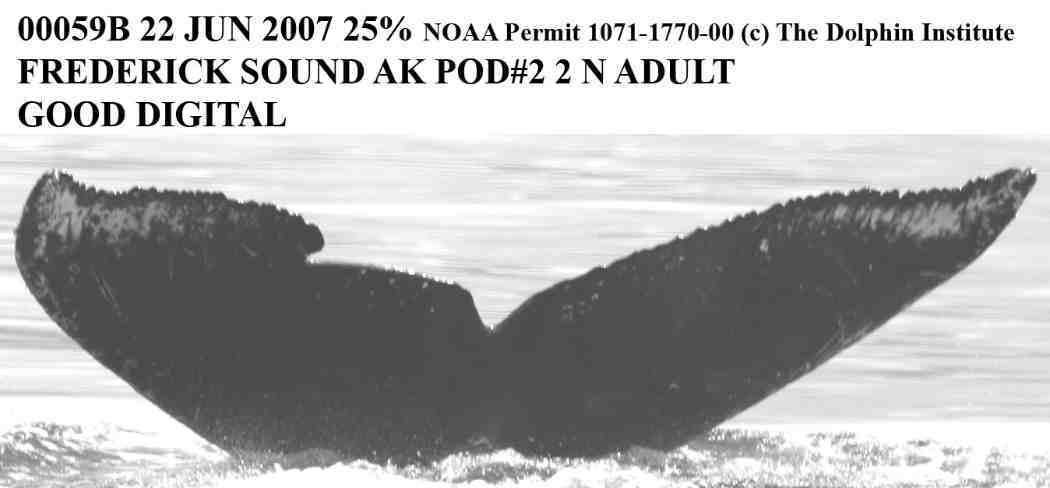 00059B 22 JUN 2007 25% NOAA Permit 1071-1770-00 (c) The Dolphin Institute
FREDERICK SOUND AK POD#2 2 N ADULT
GOOD DIGITAL